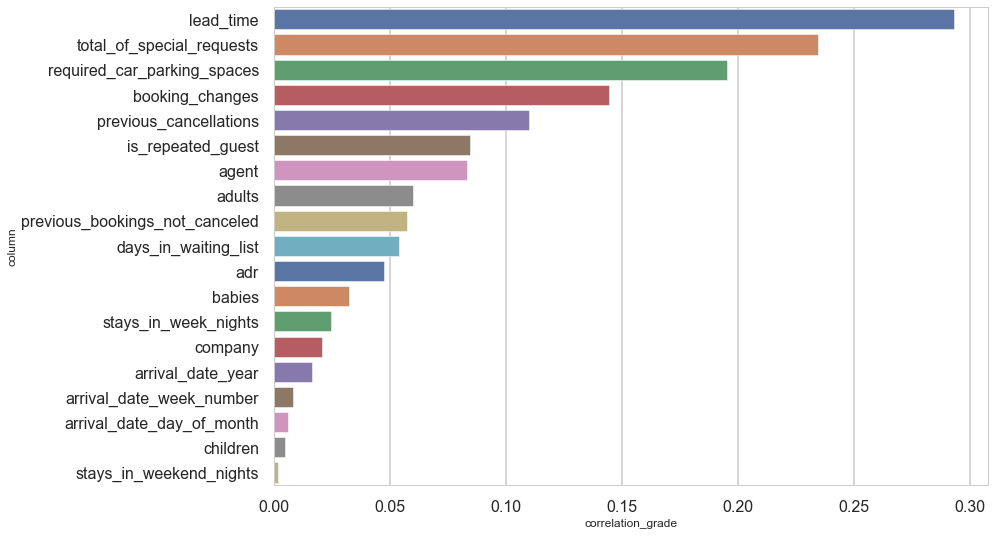 lead_time
total_of_special_requests
required_car_parking_spaces
booking_changes
previous_cancellations
is_repeated_guest
agent
adults
previous_bookings_not_canceled
days_in_waiting_list
adr
babies
stays_in_week_nights
company
arrival_date_year
arrival_date_week_number
arrival_date_day_of_month
children
stays_in_weekend_nights
column
0.00 0.05 0.10 0.15 0.20 0.25 0.30
correlation_grade